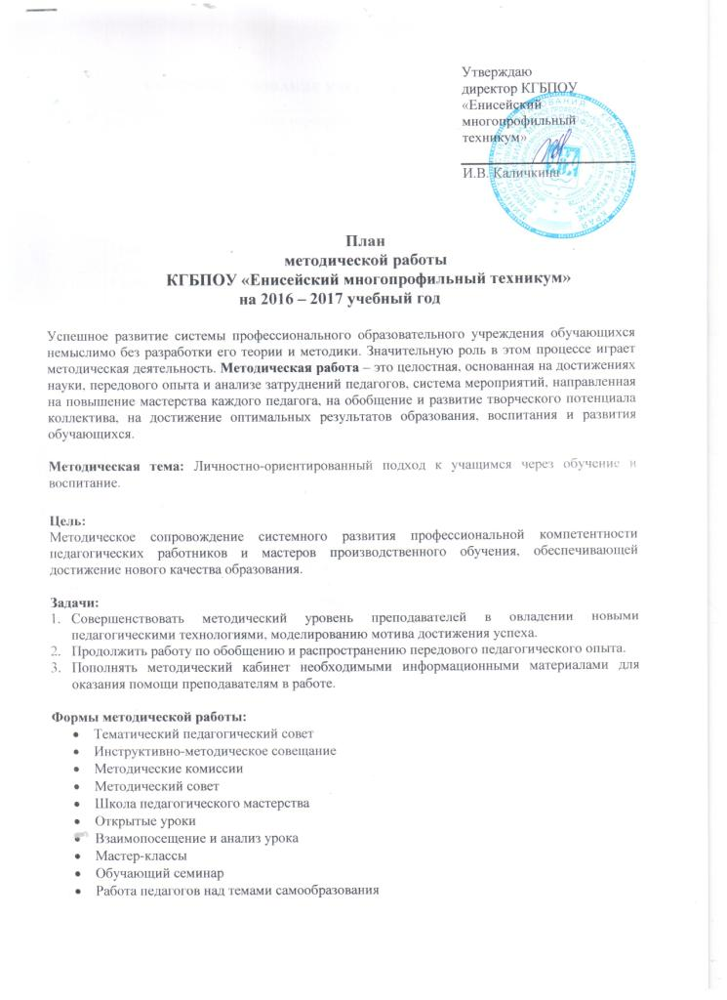 Утверждаю
директор КГБПОУ
«Енисейский
многопрофильный
техникум»
И.В. Каличкина
План
методической работы
КГБПОУ «Енисейский многопрофильный техникум»
на 2016 – 2017 учебный год
Успешное развитие системы профессионального образовательного учреждения обучающихся
немыслимо без разработки его теории и методики. Значительную роль в этом процессе играет
методическая деятельность. Методическая работа – это целостная, основанная на достижениях
науки, передового опыта и анализе затруднений педагогов, система мероприятий, направленная
на повышение мастерства каждого педагога, на обобщение и развитие творческого потенциала
коллектива, на достижение оптимальных результатов образования, воспитания и развития
обучающихся.
Методическая тема: Личностно-ориентированный подход к учащимся через обучение и
воспитание.
Цель:
Методическое сопровождение системного развития профессиональной компетентности
педагогических работников и мастеров производственного обучения, обеспечивающей
достижение нового качества образования.
Задачи:
1. Совершенствовать методический уровень преподавателей в овладении новыми
педагогическими технологиями, моделированию мотива достижения успеха.
2. Продолжить работу по обобщению и распространению передового педагогического опыта.
3. Пополнять методический кабинет необходимыми информационными материалами для
оказания помощи преподавателям в работе.
Формы методической работы:
• Тематический педагогический совет
• Инструктивно-методическое совещание
• Методические комиссии
• Методический совет
• Школа педагогического мастерства
• Открытые уроки
• Взаимопосещение и анализ урока
• Мастер-классы
• Обучающий семинар
• Работа педагогов над темами самообразования